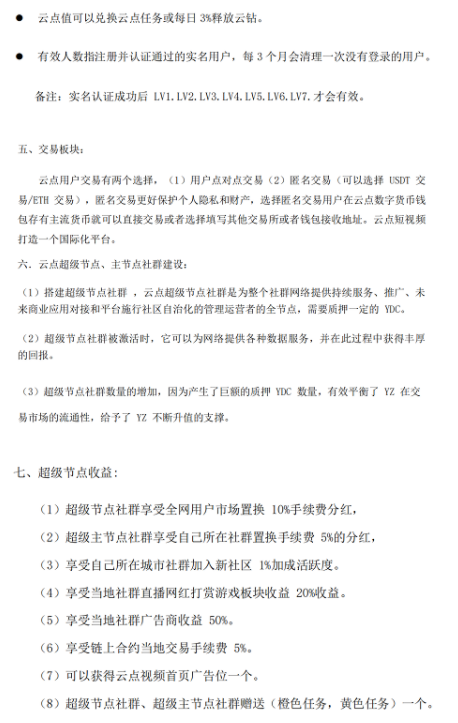 ● 云点值可以兑换云点任务或每日 3%释放云钻。
● 有效人数指注册并认证通过的实名用户，每 3 个月会清理一次没有登录的用户。
备注: 实名认证成功后 LV1.LV2.LV3.LV4.LV5.LV6.LV7.才会有效。
五、交易板块:
云点用户交易有两个选择，（1）用户点对点交易（2）匿名交易（可以选择 USDT 交
易/ETH 交易），匿名交易更好保护个人隐私和财产，选择匿名交易用户在云点数字货币钱
包存有主流货币就可以直接交易或者选择填写其他交易所或者钱包接收地址。云点短视频
打造一个国际化平台。
六．云点超级节点、主节点社群建设:
（1）搭建超级节点社群 ，云点超级节点社群是为整个社群网络提供持续服务、推广、未
来商业应用对接和平台施行社区自治化的管理运营者的全节点，需要质押一定的 YDC。
（2）超级节点社群被激活时，它可以为网络提供各种数据服务，并在此过程中获得丰厚
的回报。
（3）超级节点社群数量的增加，因为产生了巨额的质押 YDC 数量，有效平衡了 YZ 在交
易市场的流通性，给予了 YZ 不断升值的支撑。
七、超级节点收益:
（1）超级节点社群享受全网用户市场置换 10%手续费分红，
（2）超级主节点社群享受自己所在社群置换手续费 5%的分红，
（3）享受自己所在城市社群加入新社区 1%加成活跃度。
（4）享受当地社群直播网红打赏游戏板块收益 20%收益。
（5）享受当地社群广告商收益 50%。
（6）享受链上合约当地交易手续费 5%。
（7）可以获得云点视频首页广告位一个。
（8）超级节点社群、超级主节点社群赠送（橙色任务，黄色任务）一个。